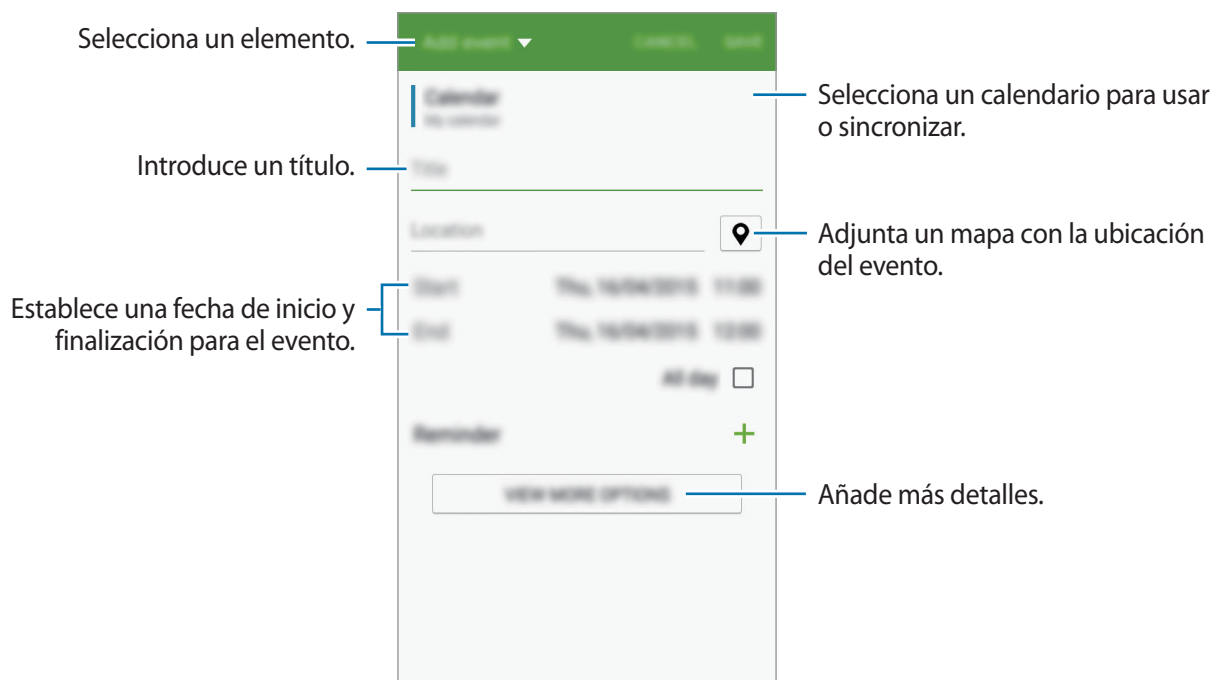 Selecciona un elemento.
Add event
CANCEL SAVE
Calendar
My calendar
Selecciona un calendario para usar
o sincronizar.
Introduce un título.
Title
Location
Adjunta un mapa con la ubicación
del evento.
Establece una fecha de inicio y
finalización para el evento.
Start Thu, 16/04/2015 11:00
End Thu, 16/04/2015 12:00
All day
Reminder
VIEW MORE OPTIONS
Añade más detalles.